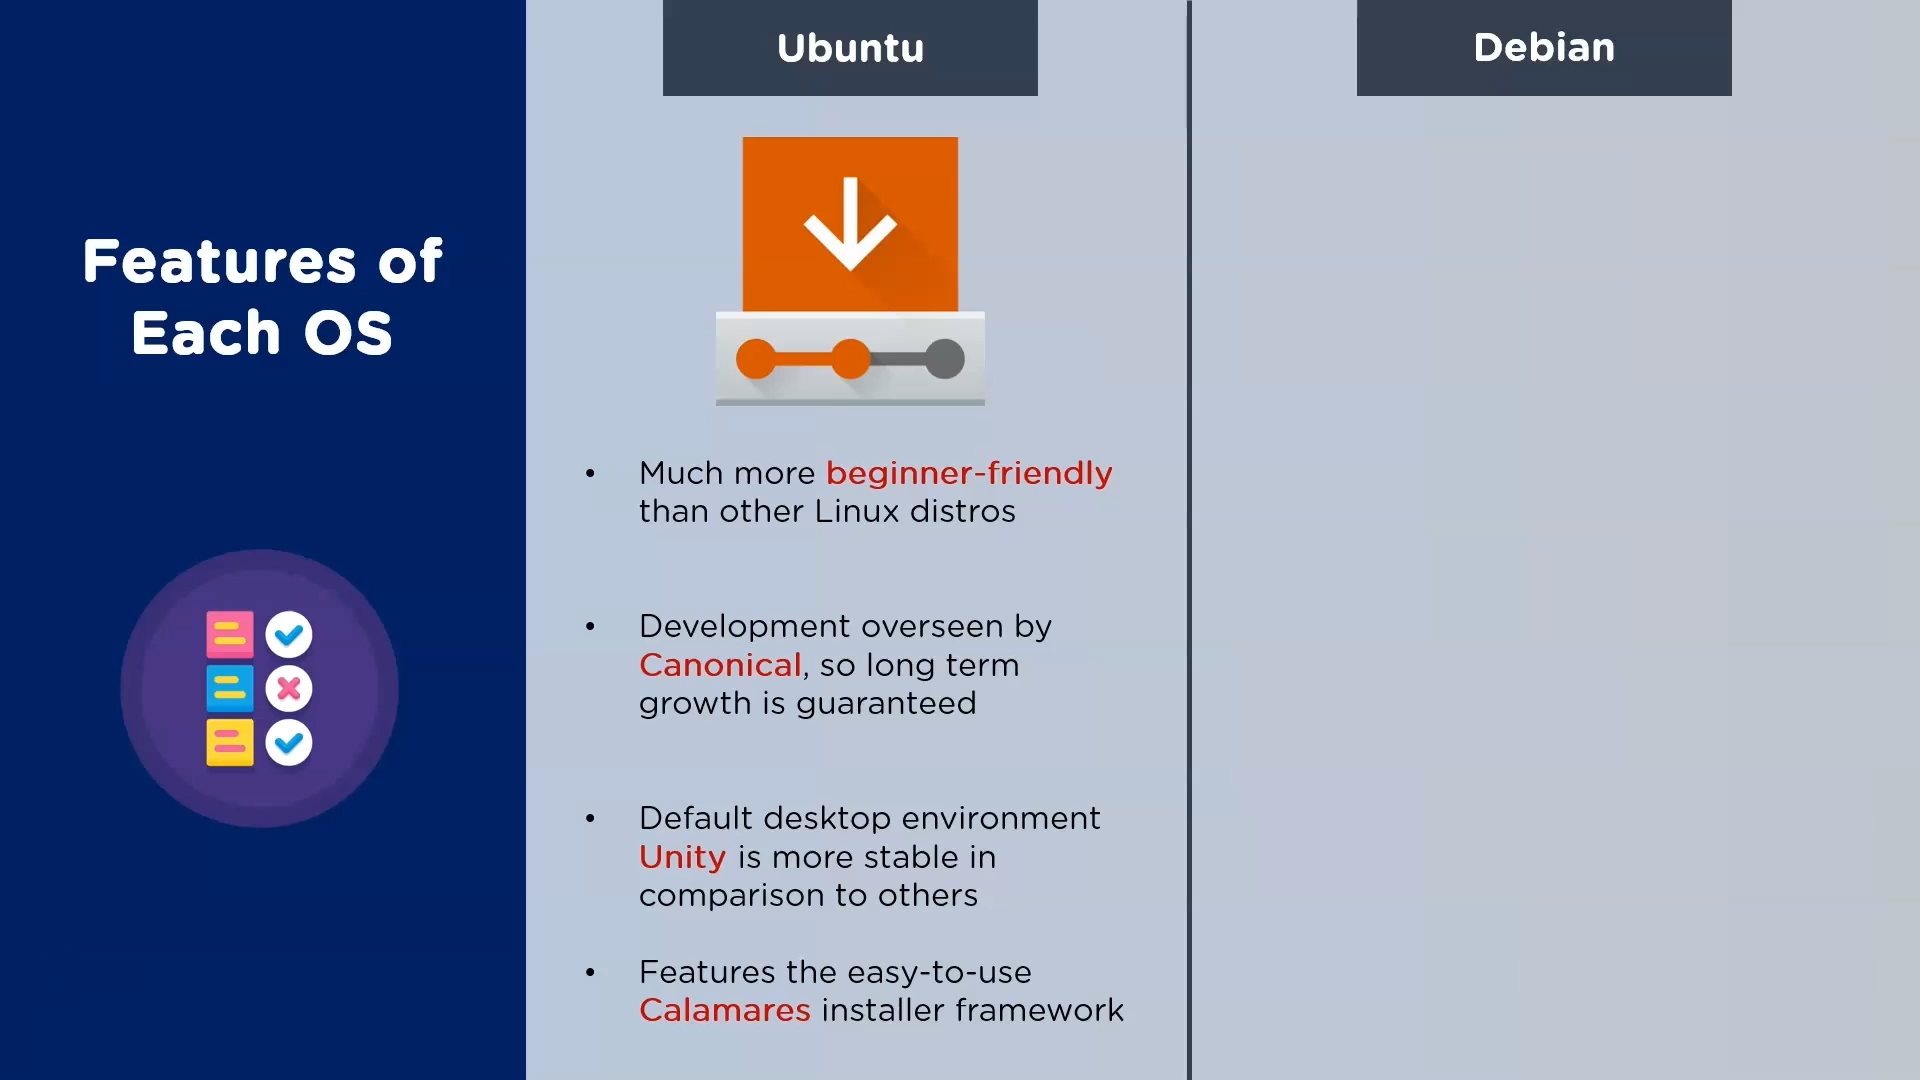 Features of
Each OS
Ubuntu
• Much more beginner-friendly
than other Linux distros
• Development overseen by
Canonical, so long term
growth is guaranteed
• Default desktop environment
Unity is more stable in
comparison to others
• Features the easy-to-use
Calamares installer framework
Debian